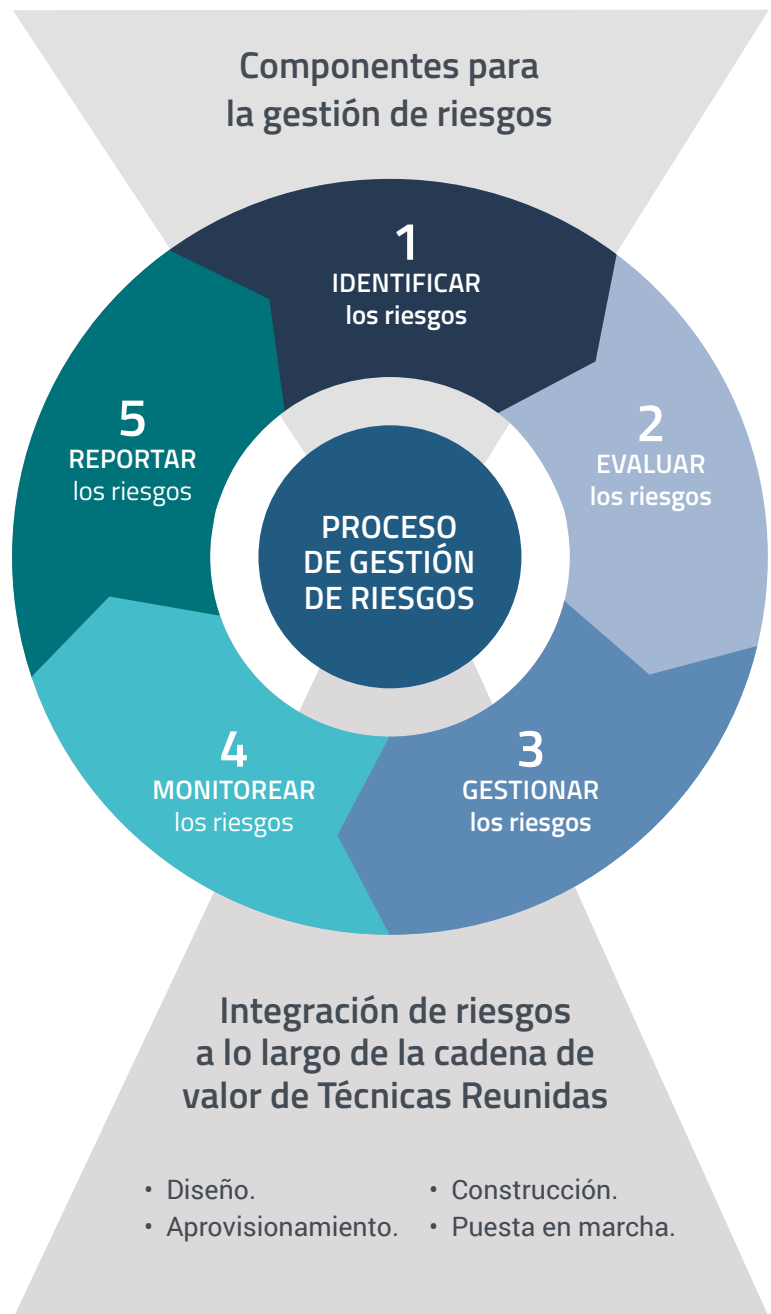 Componentes para
la gestión de riesgos
1
IDENTIFICAR
los riesgos
2
EVALUAR
los riesgos
3
GESTIONAR
los riesgos
4
MONITOREAR
los riesgos
5
REPORTAR
los riesgos
PROCESO
DE GESTIÓN
DE RIESGOS
Integración de riesgos
a lo largo de la cadena de
valor de Técnicas Reunidas
• Diseño.
• Aprovisionamiento.
• Construcción.
• Puesta en marcha.